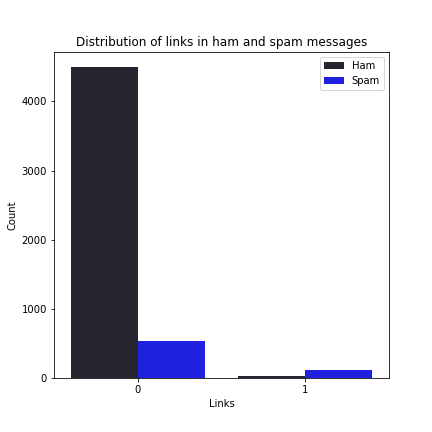 Distribution of links in ham and spam messages
Ham
Spam
4000
3000
2000
1000
0
Count
0 1
Links